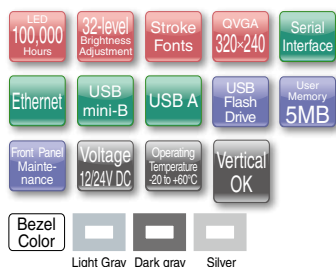 LED
100,000
Hours
32-level
Brightness
Adjustment
Stroke
Fonts
QVGA
320×240
Serial
Interface
Ethernet
USB
mini-B
USB A
USB
Flash
Drive
User
Memory
5MB
Front Panel
Mainte-
nance
Voltage
12/24V DC
Operating
Temperature
-20 to +60°C
Vertical
OK
Bezel
Color
Light Gray Dark gray Silver